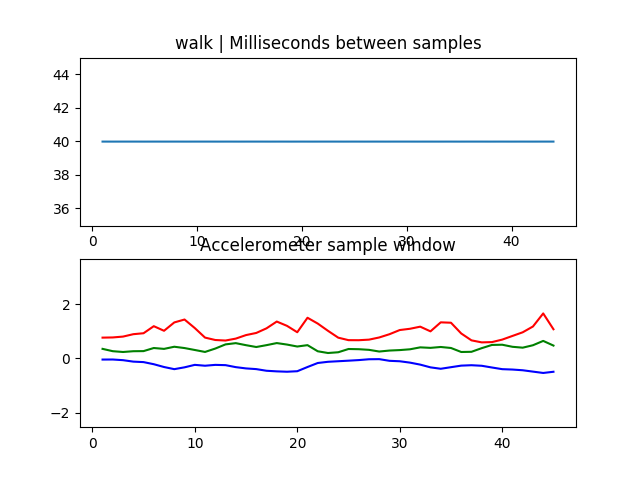 walk | Milliseconds between samples
44
42
40
38
36
0 10 20 30 40
Accelerometer sample window
2
0
−2
0 10 20 30 40